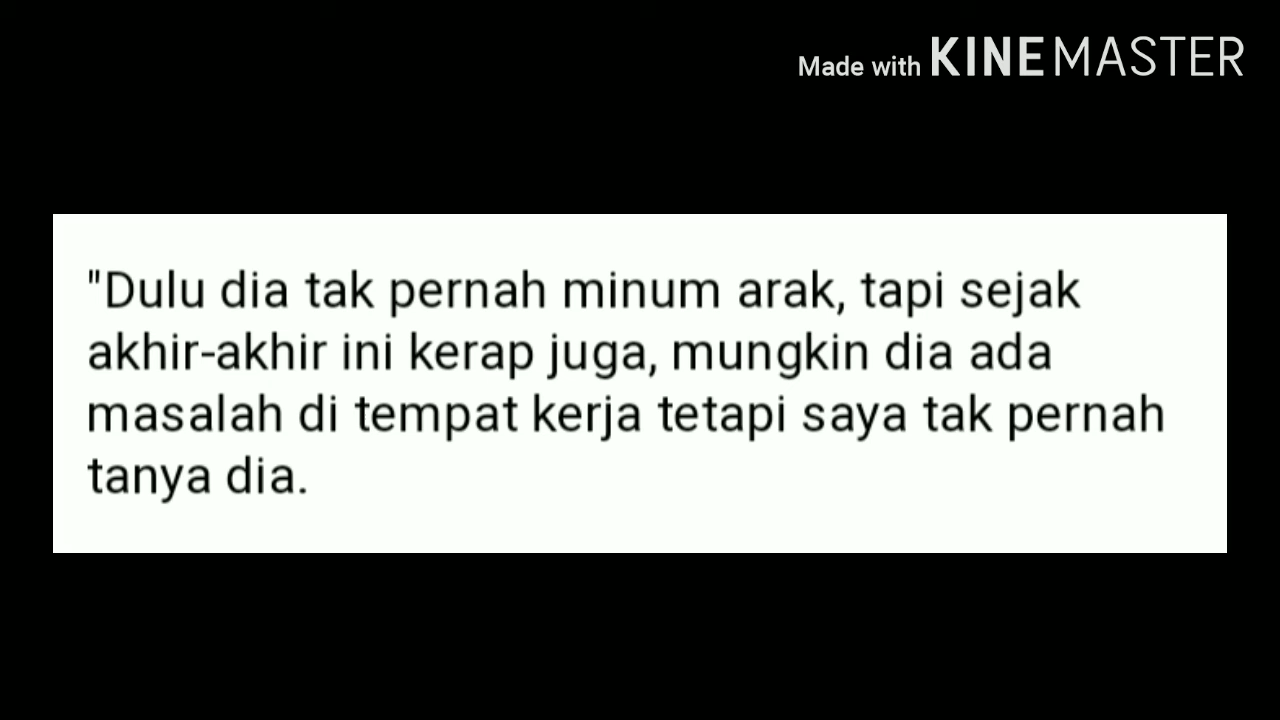 Made with KINEMASTER
"Dulu dia tak pernah minum arak, tapi sejak
akhir-akhir ini kerap juga, mungkin dia ada
masalah di tempat kerja tetapi saya tak pernah
tanya dia.